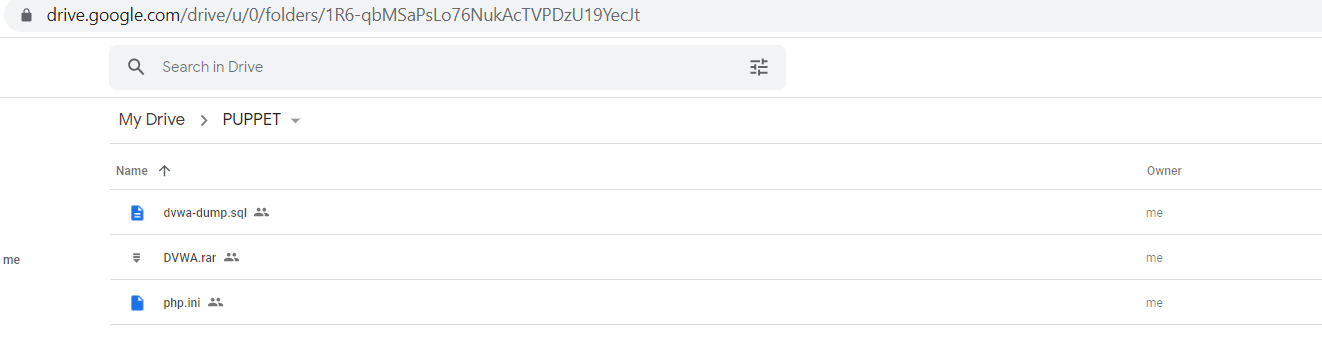 drive.google.com/drive/u/0/folders/1R6-qbMSaPsLo76NukAcTVPDzU19YecJt
Search in Drive
My Drive > PUPPET
Name Owner
dvwa-dump.sql me
me DVWA.rar me
php.ini me